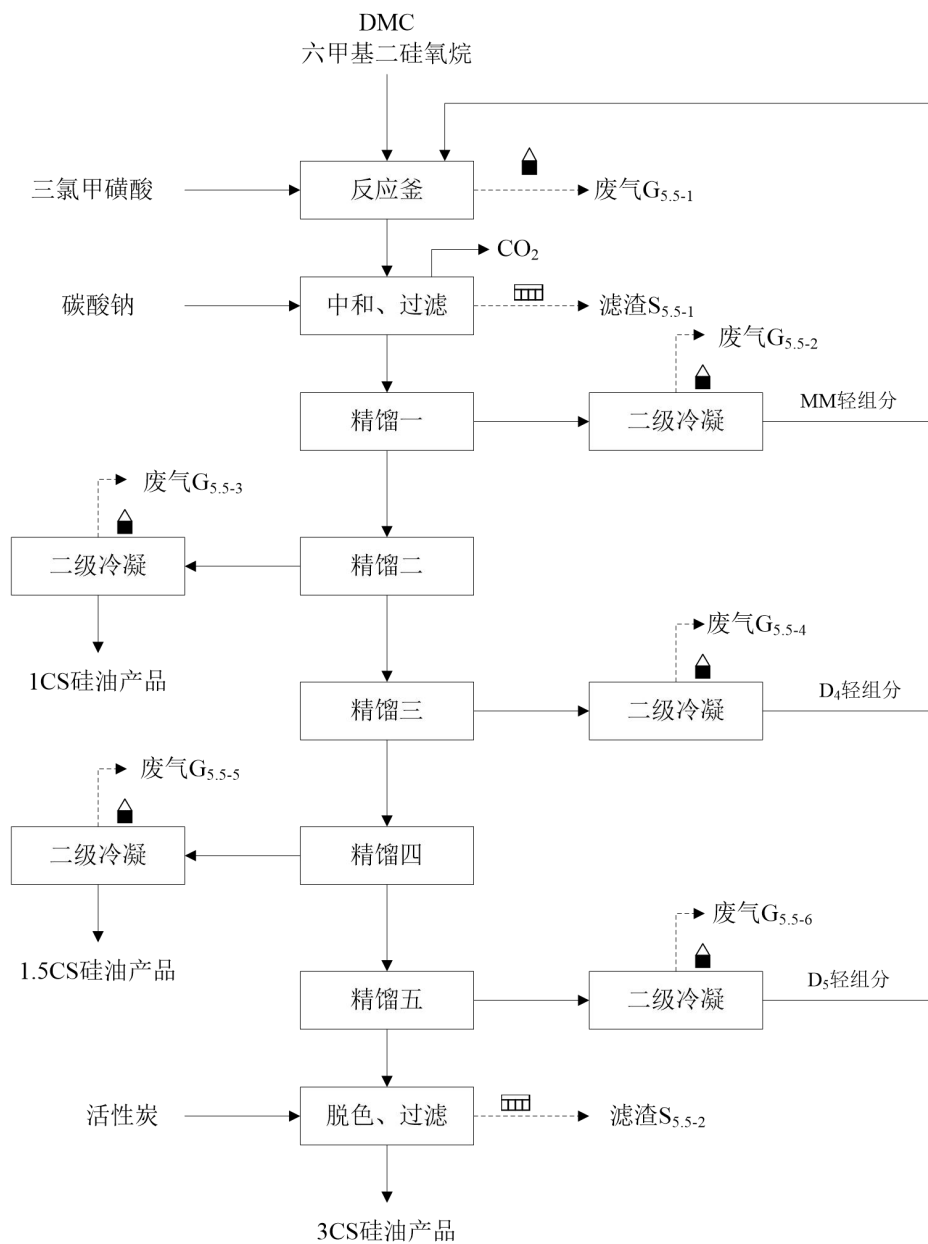 DMC
六甲基二硅氧烷
三氯甲磺酸
反应釜
废气G5.5-1
CO2
碳酸钠
中和、过滤
滤渣S5.5-1
废气G5.5-2
精馏一
二级冷凝
MM轻组分
废气G5.5-3
二级冷凝
精馏二
废气G5.5-4
1CS硅油产品
精馏三
二级冷凝
D4轻组分
废气G5.5-5
二级冷凝
精馏四
废气G5.5-6
1.5CS硅油产品
精馏五
二级冷凝
D5轻组分
活性炭
脱色、过滤
滤渣S5.5-2
3CS硅油产品